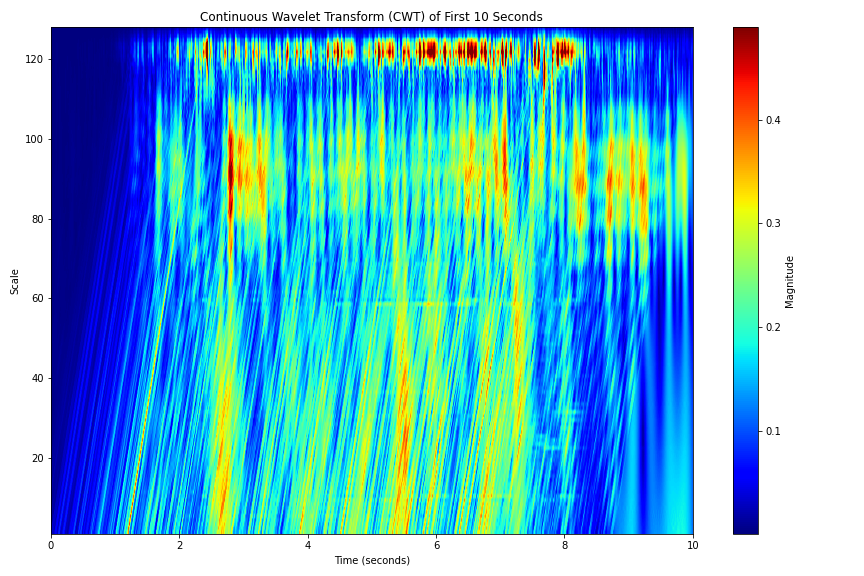 Continuous Wavelet Transform (CWT) of First 10 Seconds
120
100
80
60
40
20
Scale
0 2 4 6 8 10
Time (seconds)
0.4
0.3
0.2
0.1
Magnitude